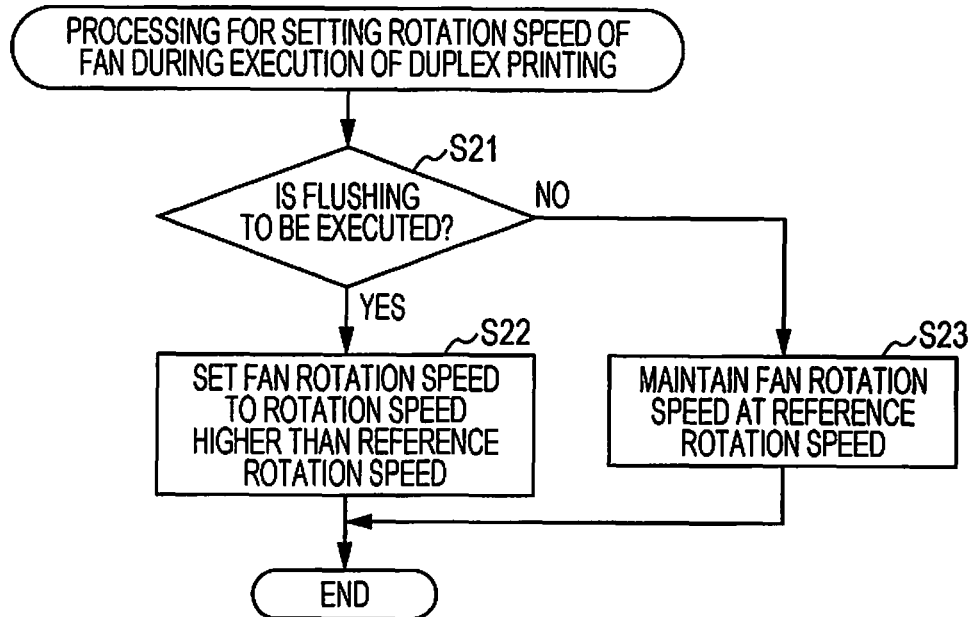 PROCESSING FOR SETTING ROTATION SPEED OF
FAN DURING EXECUTION OF DUPLEX PRINTING
S21
IS FLUSHING
TO BE EXECUTED?
NO
YES
S22
SET FAN ROTATION SPEED
TO ROTATION SPEED
HIGHER THAN REFERENCE
ROTATION SPEED
S23
MAINTAIN FAN ROTATION
SPEED AT REFERENCE
ROTATION SPEED
END